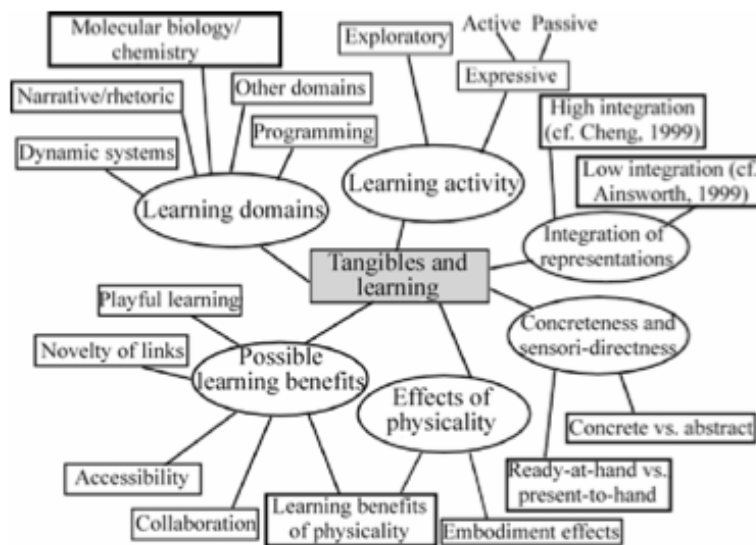 Molecular biology/
chemistry
Exploratory
Active Passive
Expressive
Narrative/rhetoric
Other domains
High integration
(cf. Cheng, 1999)
Dynamic systems
Programming
Learning domains
Learning activity
Low integration (cf.
Ainsworth, 1999)
Integration of
representations
Tangibles and
learning
Playful learning
Novelty of links
Possible
learning benefits
Concreteness and
sensori-directness
Effects of
physicality
Concrete vs. abstract
Accessibility
Collaboration
Learning benefits
of physicality
Ready-at-hand vs.
present-to-hand
Embodiment effects